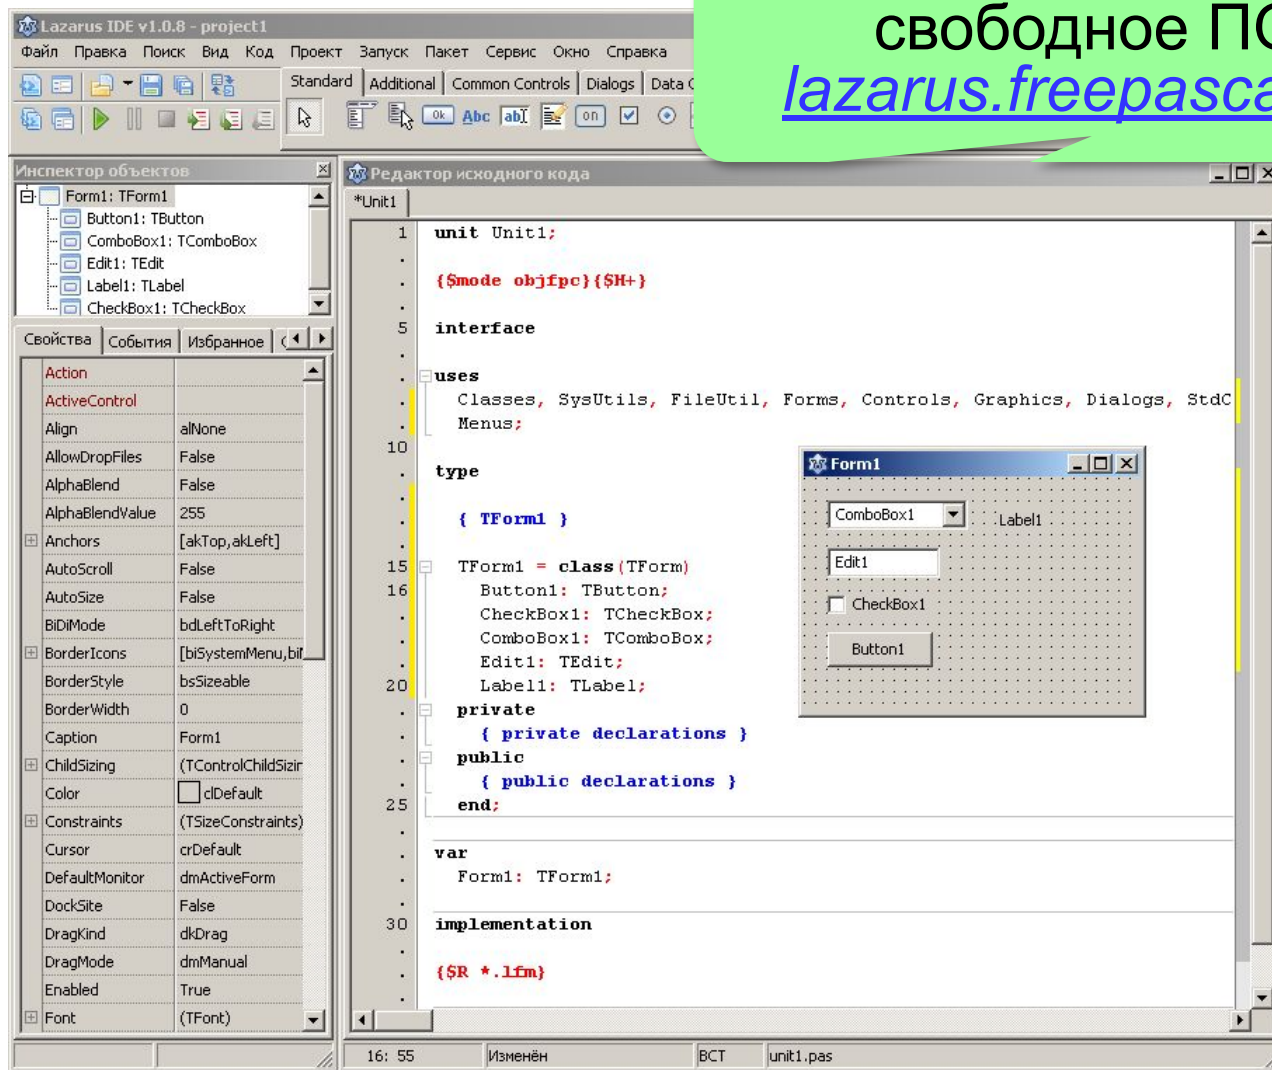 свободное ПО
lazarus.freepasca
Lazarus IDE v1.0.8 - project1
Файл Правка Поиск Вид Код Проект Запуск Пакет Сервис Окно Справка
Standard Additional Common Controls Dialogs Data
Ok Abc abI on
Инспектор объектов
Form1: TForm1
Button1: TButton
ComboBox1: TComboBox
Edit1: TEdit
Label1: TLabel
CheckBox1: TCheckBox
Свойства События Избранное
Action
ActiveControl
Align alNone
AllowDropFiles False
AlphaBlend False
AlphaBlendValue 255
Anchors [akTop,akLeft]
AutoScroll False
AutoSize False
BiDiMode bdLeftToRight
BorderIcons [biSystemMenu,bi
BorderStyle bsSizeable
BorderWidth 0
Caption Form1
ChildSizing (TControlChildSizir
Color clDefault
Constraints (TSizeConstraints)
Cursor crDefault
DefaultMonitor dmActiveForm
DockSite False
DragKind dkDrag
DragMode dmManual
Enabled True
Font (TFont)
Редактор исходного кода
*Unit1
1 unit Unit1;
{$mode objfpc}{$H+}
5 interface
uses
Classes, SysUtils, FileUtil, Forms, Controls, Graphics, Dialogs, StdC
Menus;
10
type
{ TForm1 }
15 TForm1 = class(TForm)
16 Button1: TButton;
CheckBox1: TCheckBox;
ComboBox1: TComboBox;
Edit1: TEdit;
20 Label1: TLabel;
private
{ private declarations }
public
{ public declarations }
25 end;
var
Form1: TForm1;
30 implementation
{$R *.lfm}
Form1
ComboBox1 Label1
Edit1
CheckBox1
Button1
16: 55 Изменён ВСТ unit1.pas